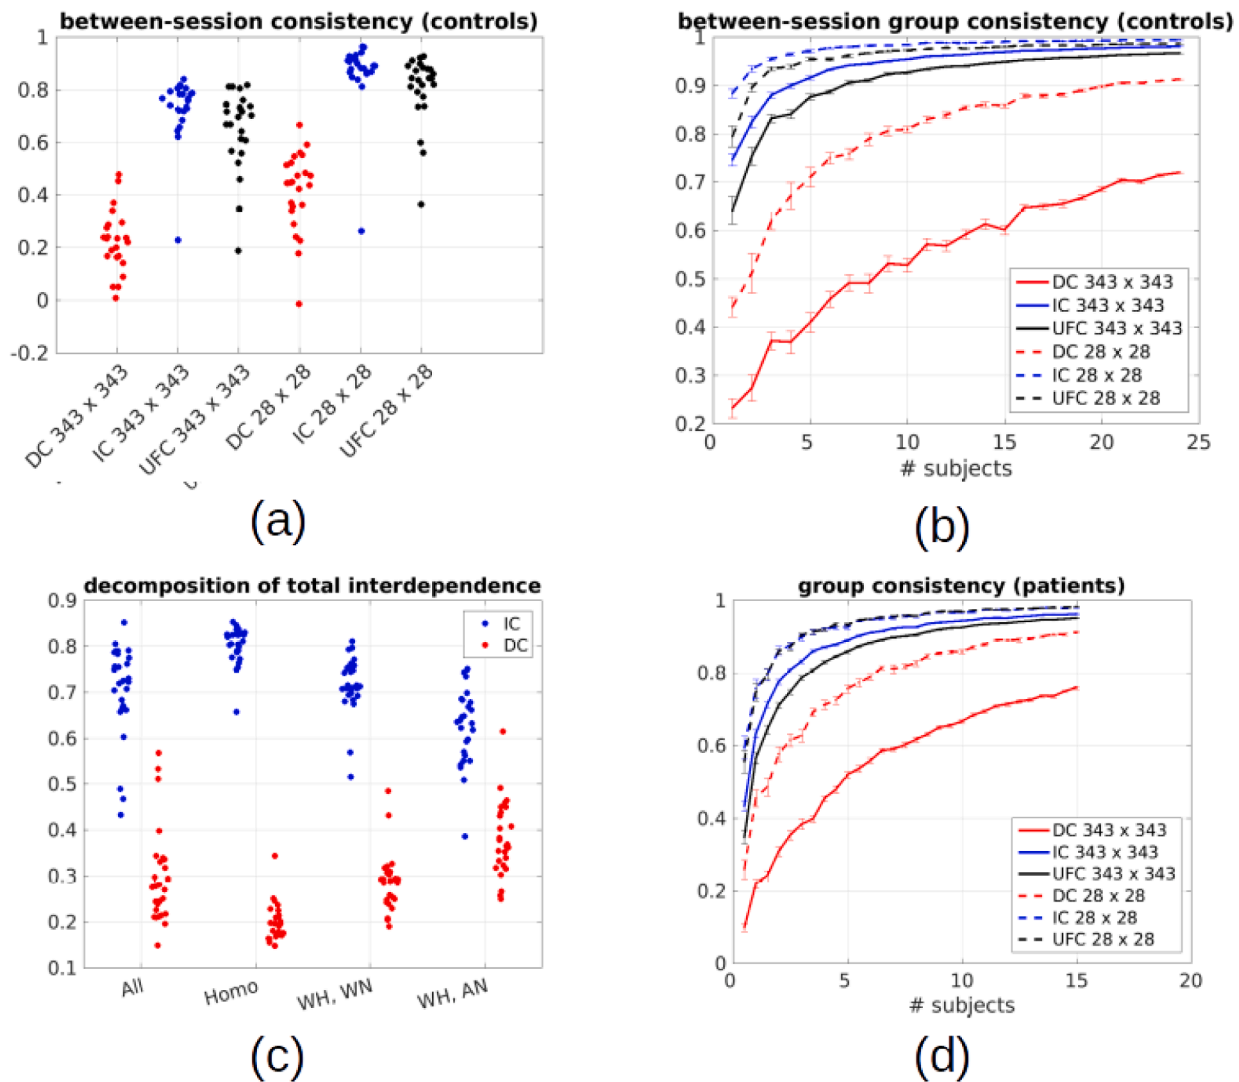 between-session consistency (controls)
1
0.8
0.6
0.4
0.2
0
-0.2
DC 343 x 343
IC 343 x 343
UFC 343 x 343
DC 28 x 28
IC 28 x 28
UFC 28 x 28
(a)
between-session group consistency (controls)
1
0.9
0.8
0.7
0.6
0.5
0.4
0.3
0.2
0
5
10
15
20
25
# subjects
DC 343 x 343
IC 343 x 343
UFC 343 x 343
DC 28 x 28
IC 28 x 28
UFC 28 x 28
(b)
decomposition of total interdependence
0.9
0.8
0.7
0.6
0.5
0.4
0.3
0.2
0.1
IC
DC
All
Homo
WH, WN
WH, AN
(c)
group consistency (patients)
1
0.8
0.6
0.4
0.2
0
0
5
10
15
20
# subjects
DC 343 x 343
IC 343 x 343
UFC 343 x 343
DC 28 x 28
IC 28 x 28
UFC 28 x 28
(d)